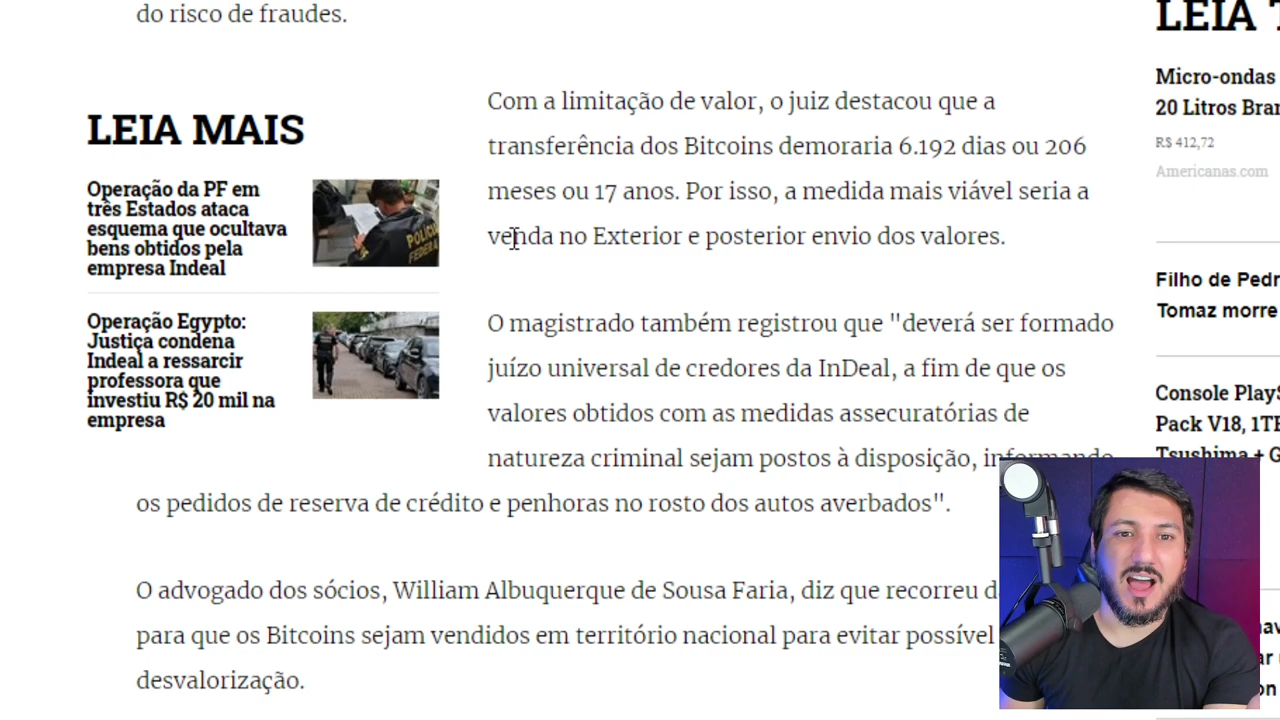 do risco de fraudes.
LEIA MAIS
Operação da PF em
três Estados ataca
esquema que ocultava
bens obtidos pela
empresa Indeal
POLÍCIA
FEDERAL
Operação Egypto:
Justiça condena
Indeal a ressarcir
professora que
investiu R$ 20 mil na
empresa
Com a limitação de valor, o juiz destacou que a
transferência dos Bitcoins demoraria 6.192 dias ou 206
meses ou 17 anos. Por isso, a medida mais viável seria a
venda no Exterior e posterior envio dos valores.
O magistrado também registrou que "deverá ser formado
juízo universal de credores da InDeal, a fim de que os
valores obtidos com as medidas assecuratórias de
natureza criminal sejam postos à disposição, informando
os pedidos de reserva de crédito e penhoras no rosto dos autos averbados".
O advogado dos sócios, William Albuquerque de Sousa Faria, diz que recorreu
para que os Bitcoins sejam vendidos em território nacional para evitar possível
desvalorização.
LEIA
Micro-ondas
20 Litros
R$ 412,72
Americanas.com
Filho de
Tomaz morre
Console
Pack V18,
Tsushima +